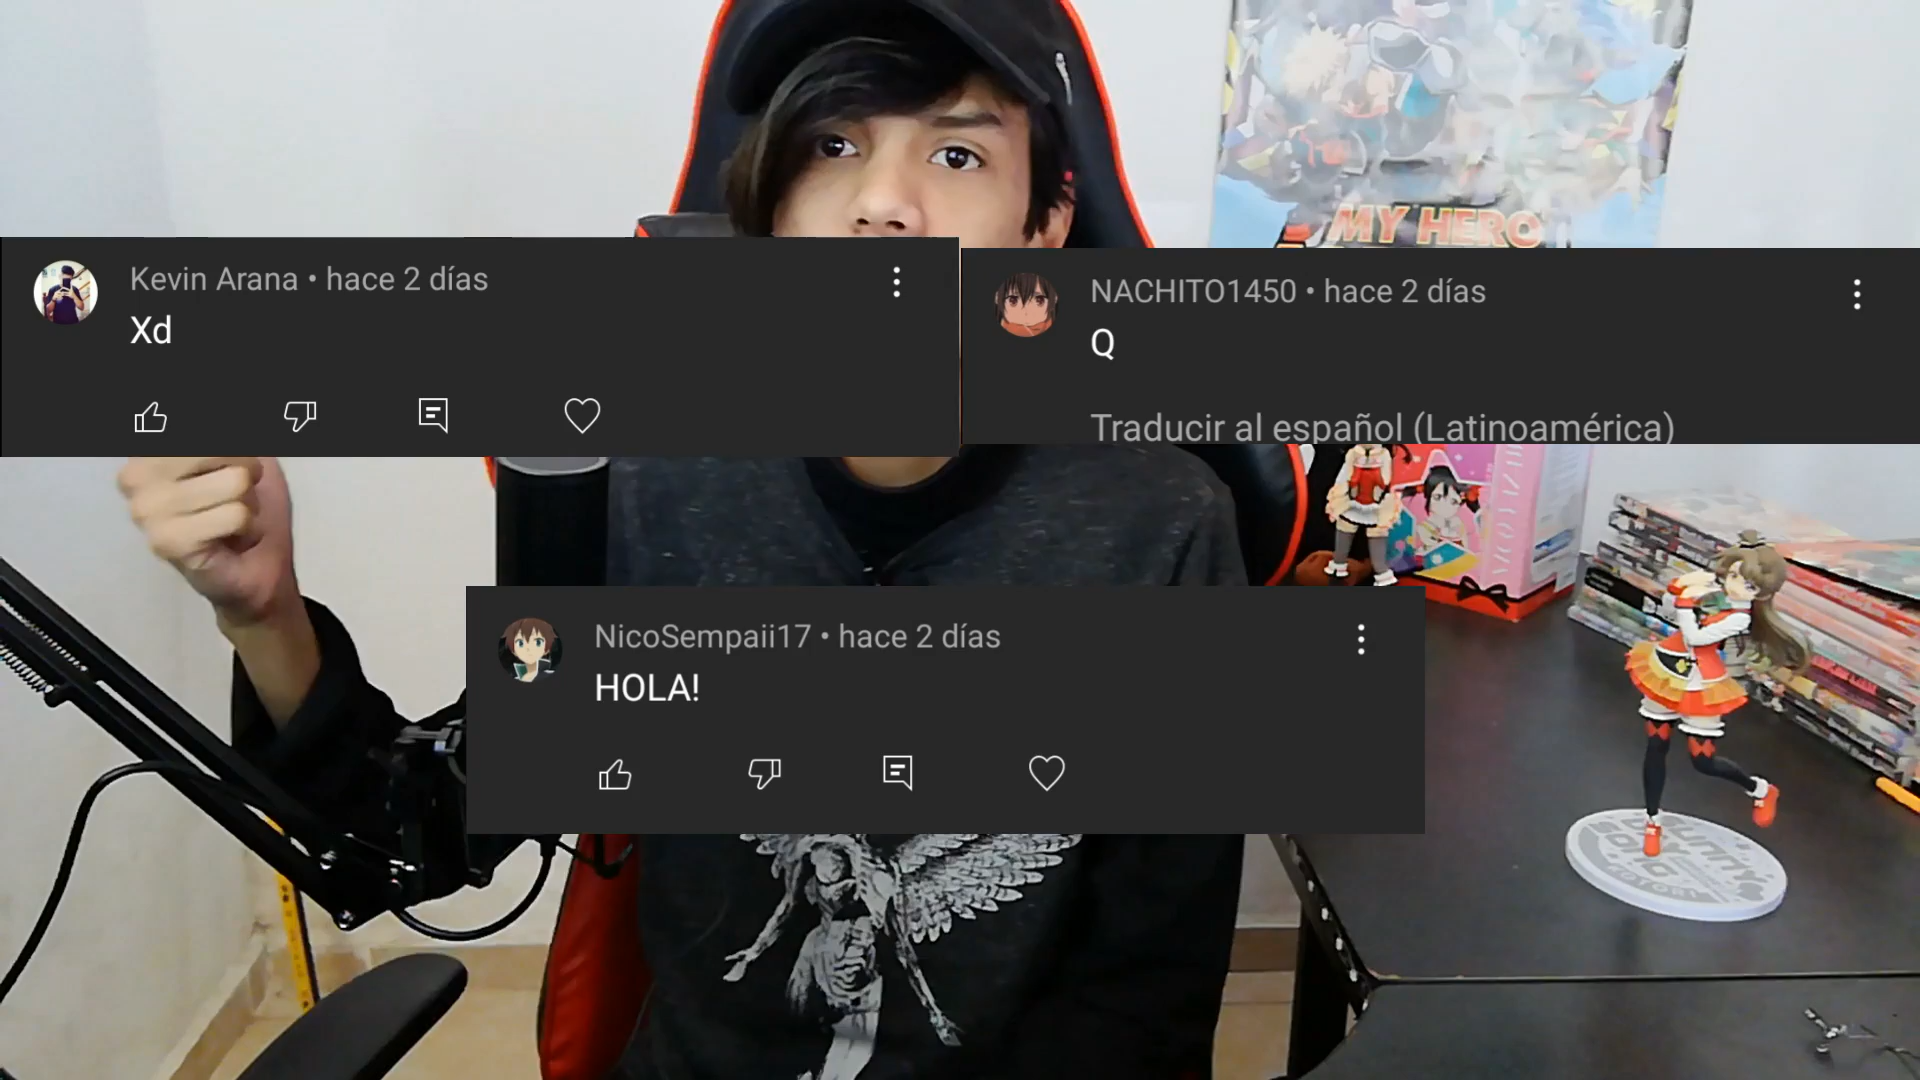 MY HERO
Kevin Arana • hace 2 días
Xd
NACHITO1450 • hace 2 días
Q
Traducir al español (Latinoamérica)
NicoSempaii17 • hace 2 días
HOLA!